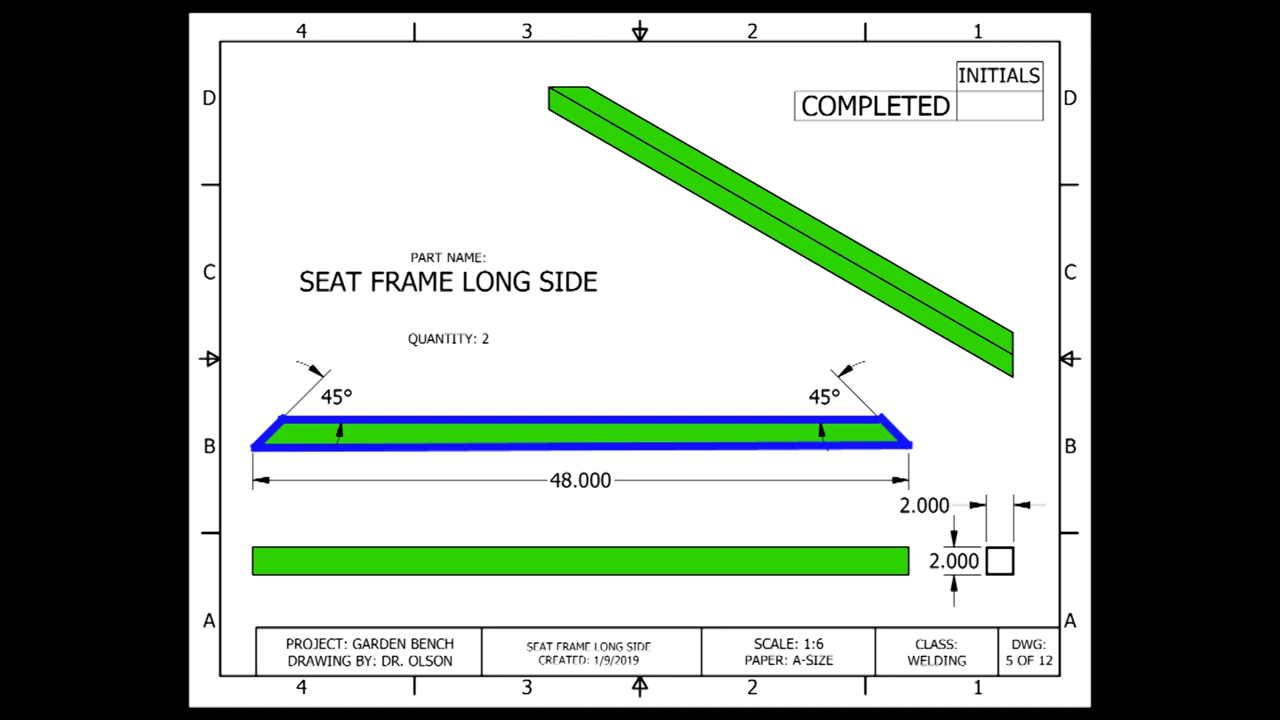 4 3 2 1
INITIALS
COMPLETED
D D
PART NAME:
SEAT FRAME LONG SIDE
C C
QUANTITY: 2
45° 45°
B B
48.000
2.000
2.000
A A
PROJECT: GARDEN BENCH
DRAWING BY: DR. OLSON
SEAT FRAME LONG SIDE
CREATED: 1/9/2019
SCALE: 1:6
PAPER: A-SIZE
CLASS:
WELDING
DWG:
5 OF 12
4 3 2 1